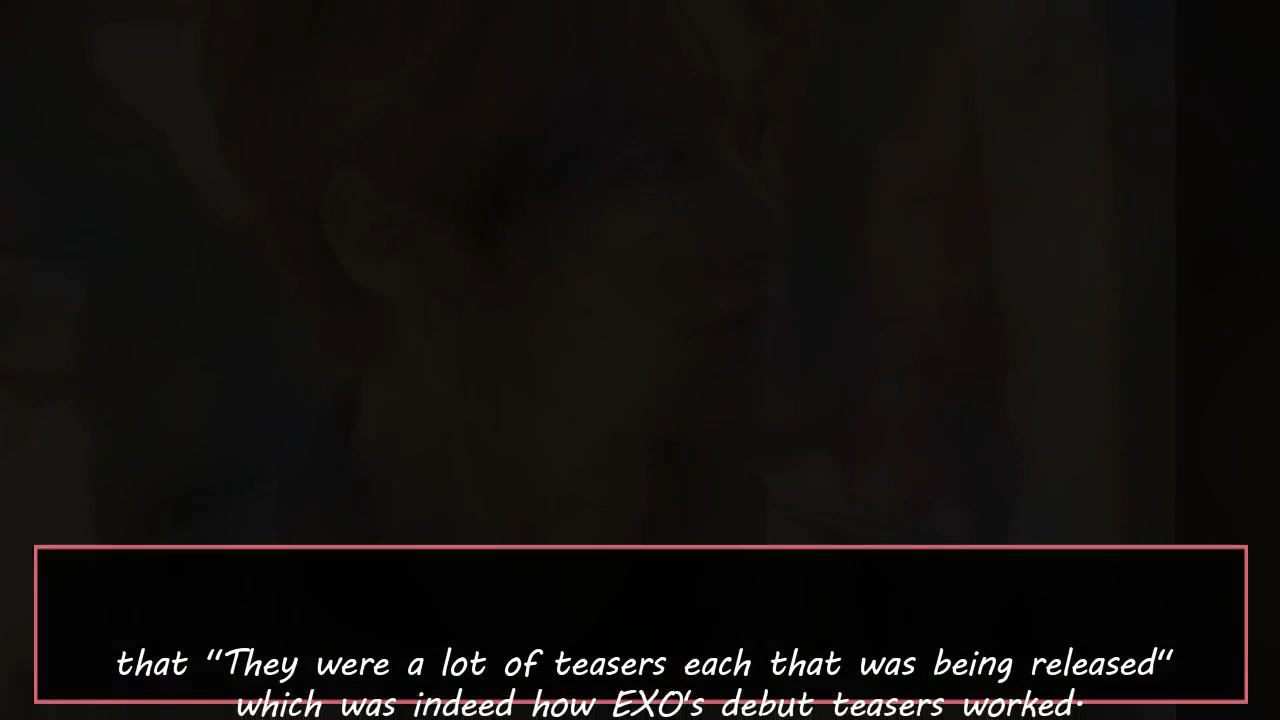 that “They were a lot of teasers each that was being released“
which was indeed how EXO‘s debut teasers worked.